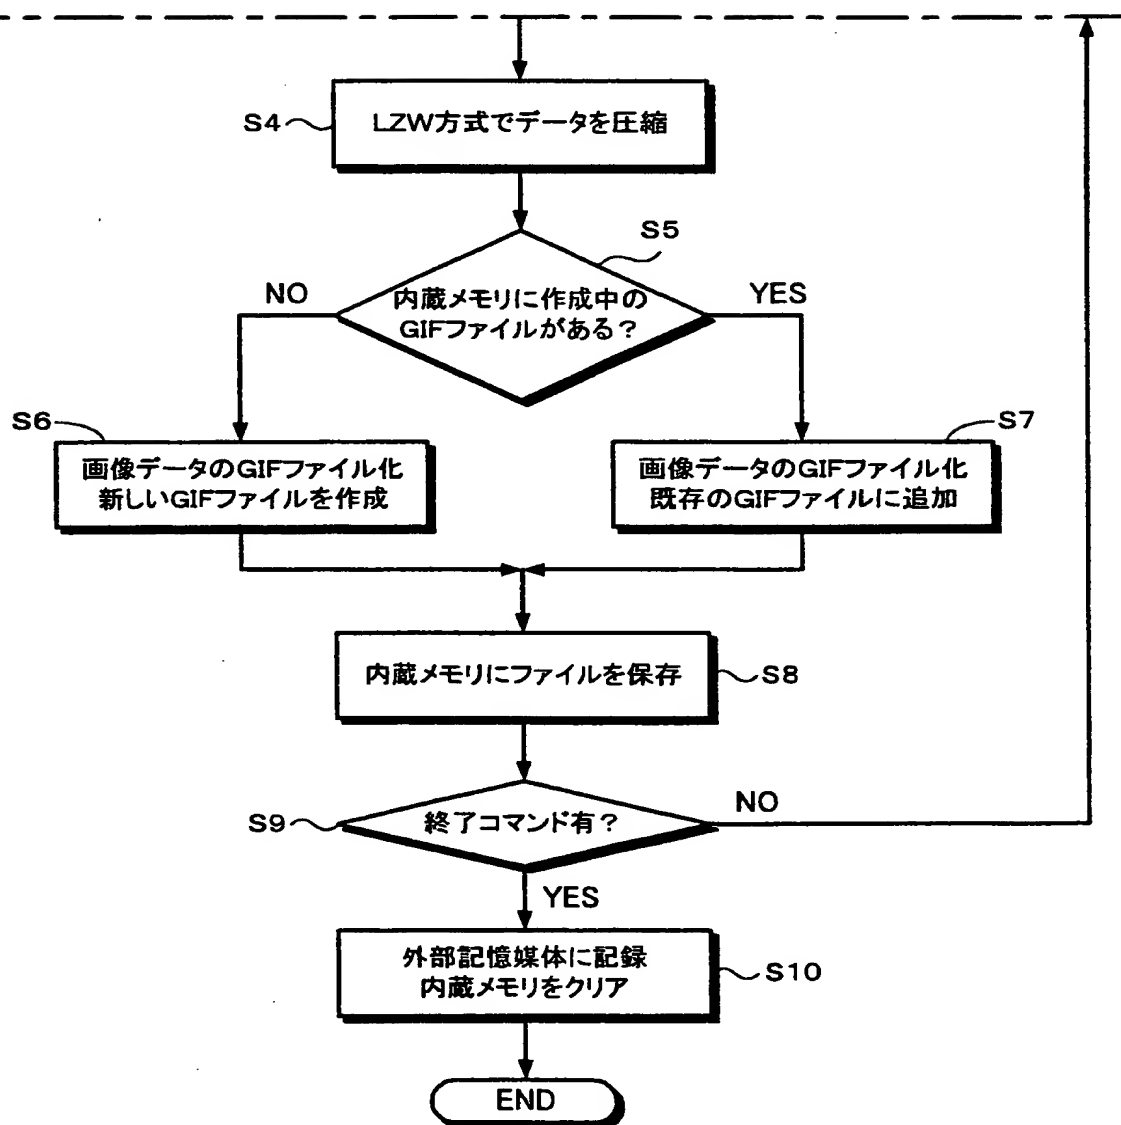 S4
LZW方式でデータを圧縮
S5
NO
YES
内蔵メモリに作成中の
GIFファイルがある?
S6
S7
画像データのGIFファイル化
新しいGIFファイルを作成
画像データのGIFファイル化
既存のGIFファイルに追加
内蔵メモリにファイルを保存
S8
S9
終了コマンド有?
NO
YES
外部記憶媒体に記録
内蔵メモリをクリア
S10
END